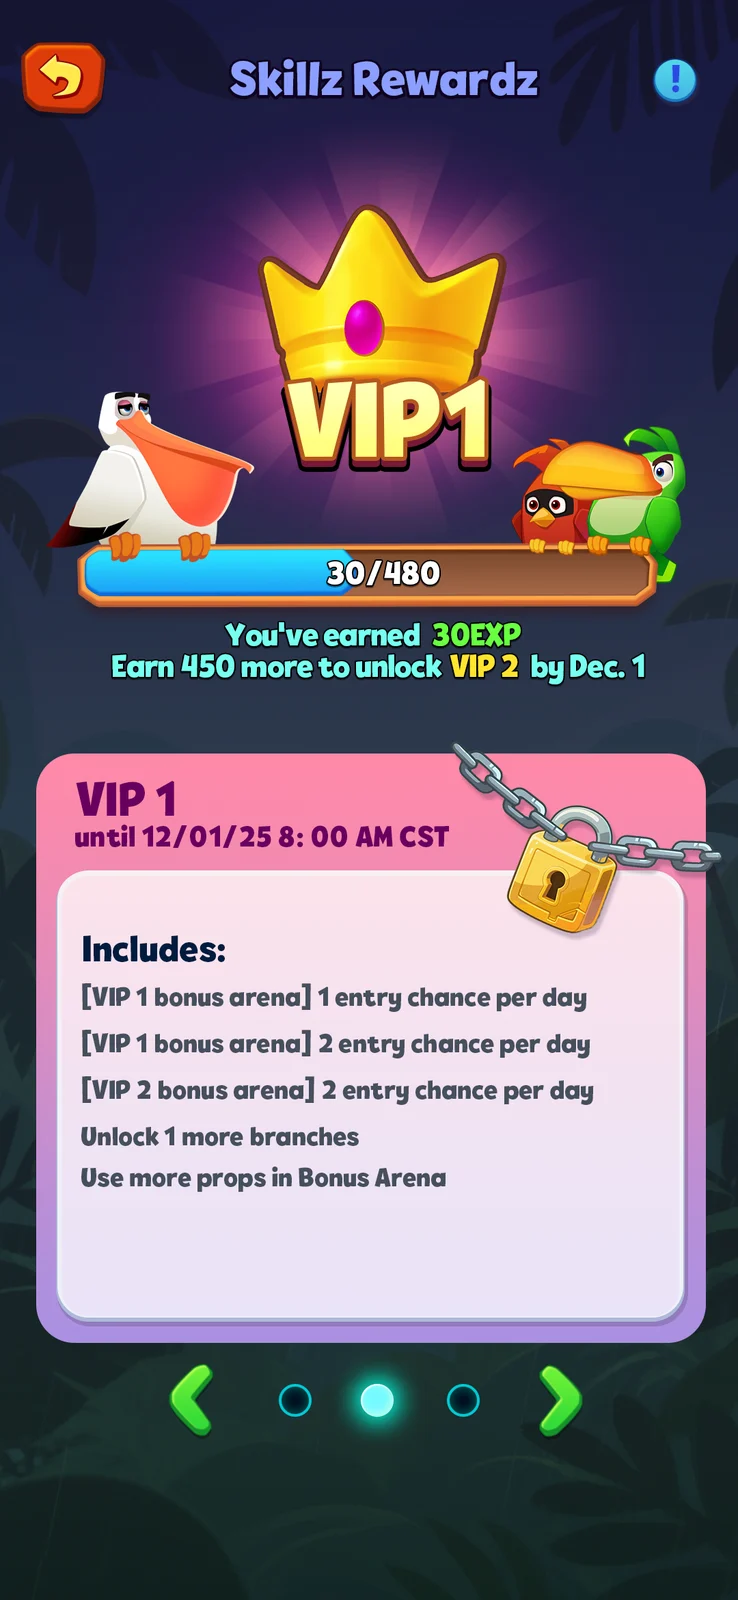 Skillz Rewardz
!
VIP1
30/480
You've earned 30EXP
Earn 450 more to unlock VIP 2 by Dec. 1
VIP 1
until 12/01/25 8: 00 AM CST
Includes:
[VIP 1 bonus arena] 1 entry chance per day
[VIP 1 bonus arena] 2 entry chance per day
[VIP 2 bonus arena] 2 entry chance per day
Unlock 1 more branches
Use more props in Bonus Arena